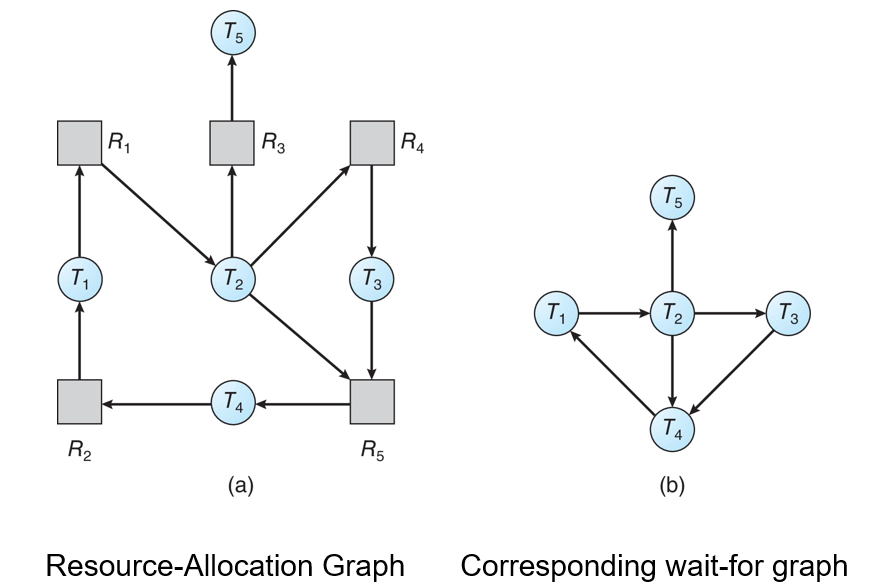 T5
R1
R3
R4
T1
T2
T3
T4
R2
R5
(a)
T5
T1
T2
T3
T4
(b)
Resource-Allocation Graph
Corresponding wait-for graph